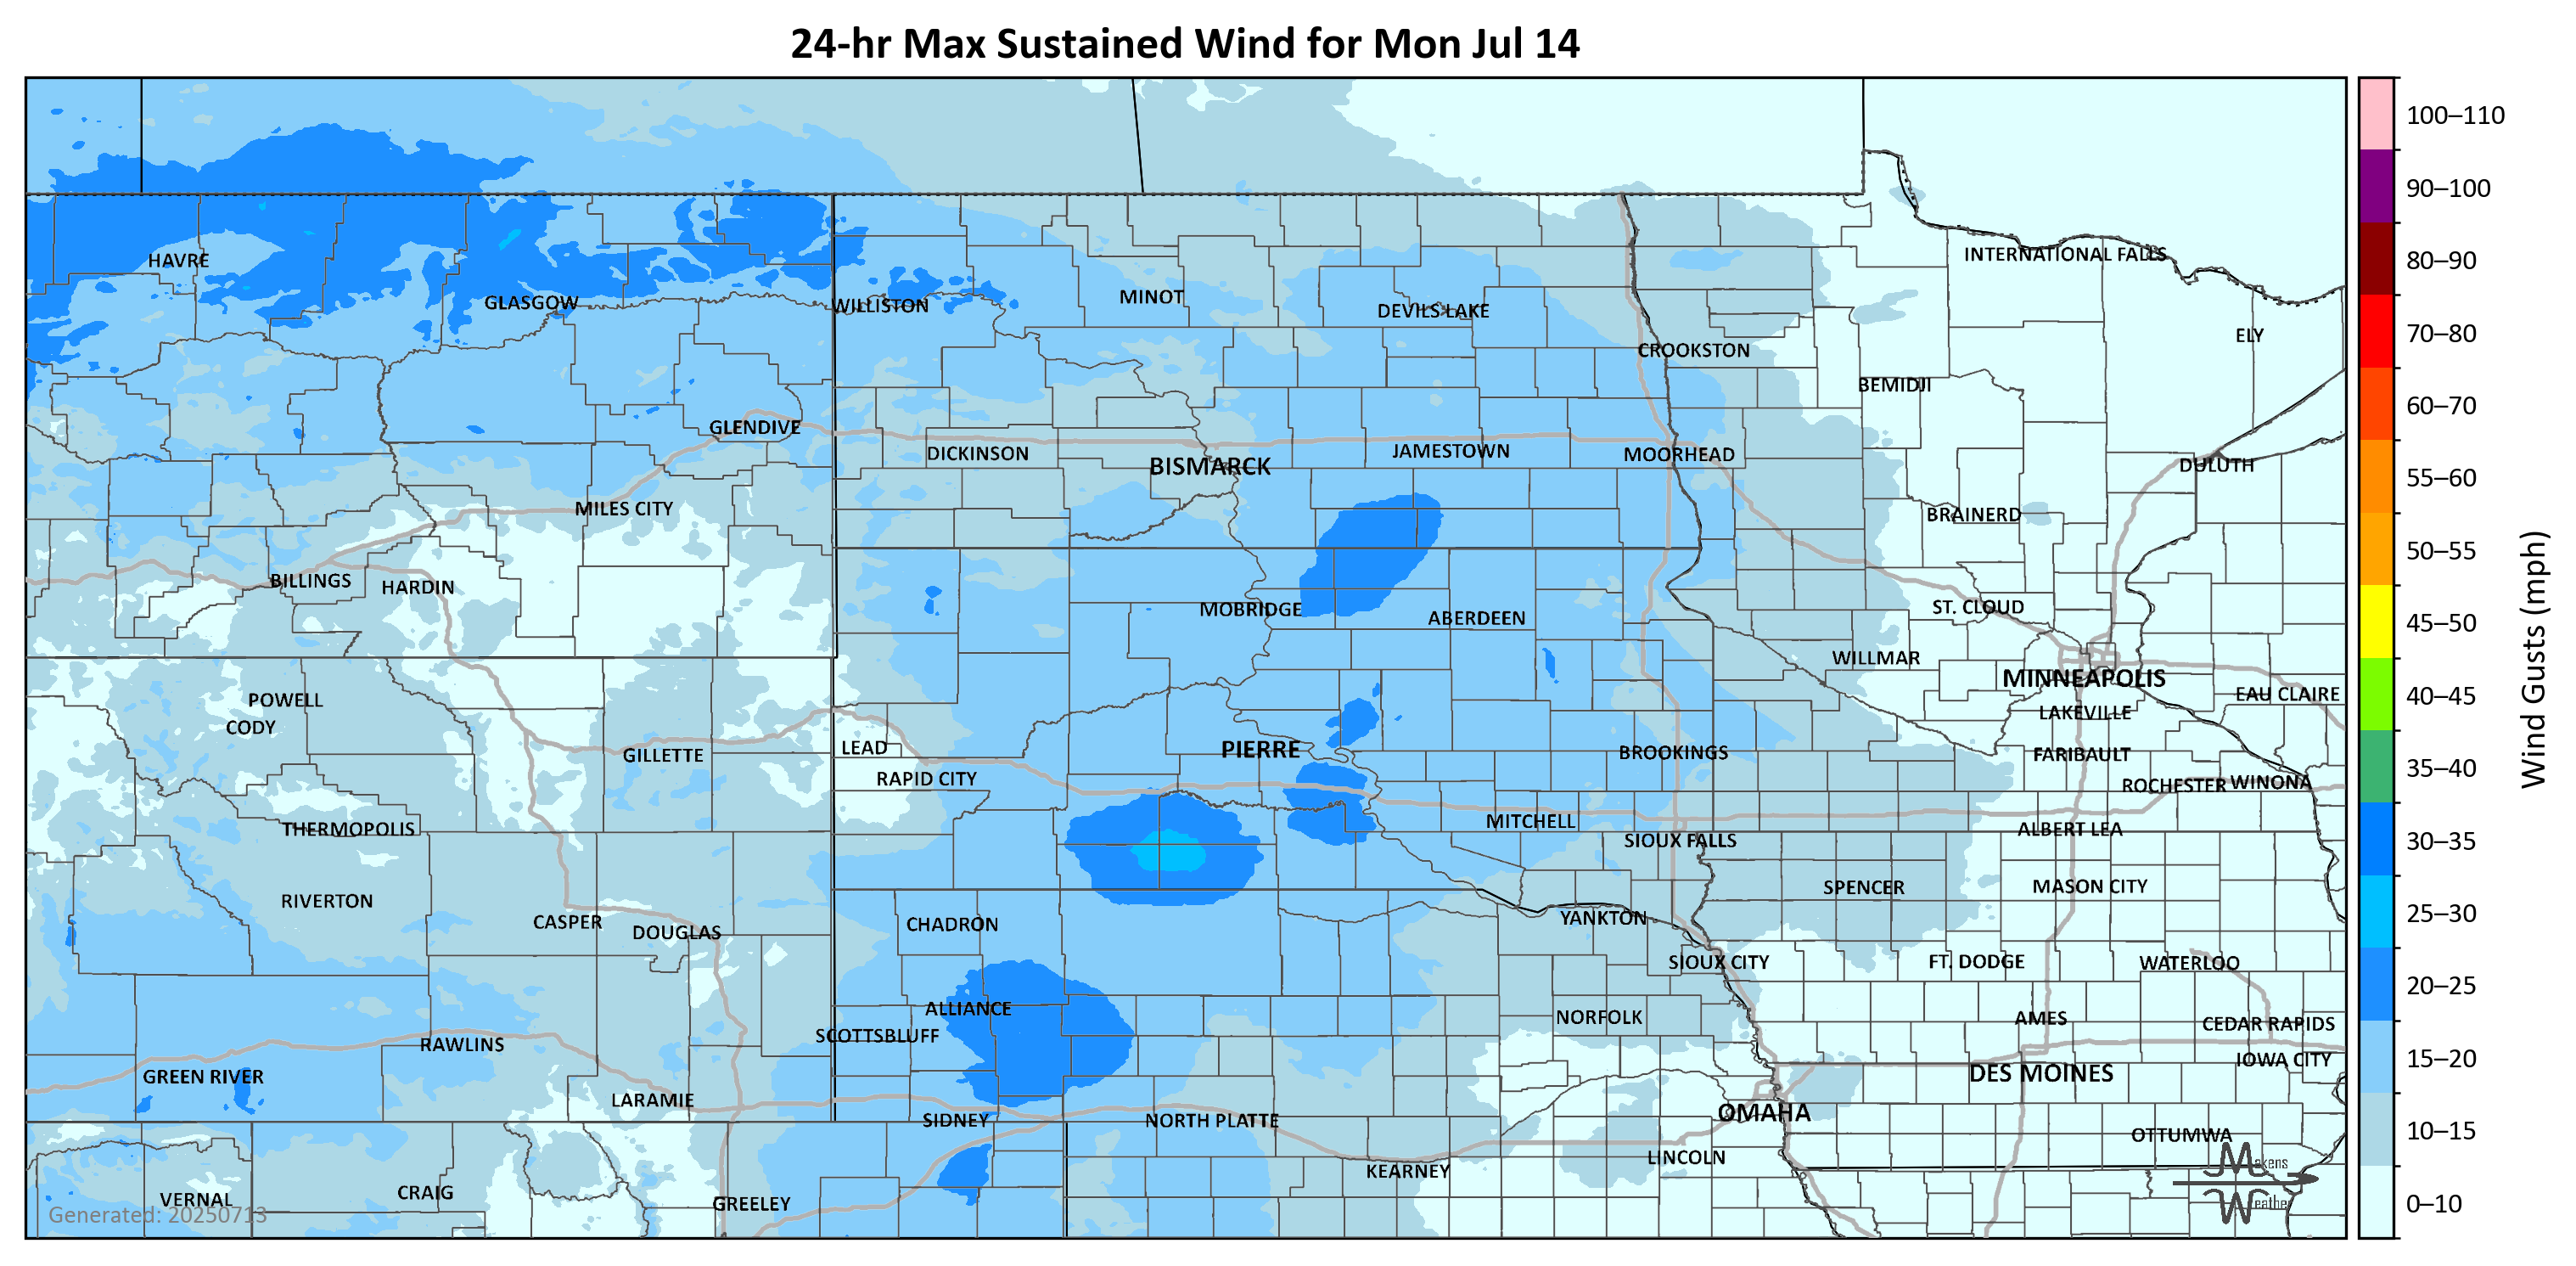 24-hr Max Sustained Wind for Mon Jul 14
100–110
90–100
80–90
70–80
60–70
55–60
50–55
45–50
40–45
35–40
30–35
25–30
20–25
15–20
10–15
0–10
Wind Gusts (mph)
INTERNATIONAL FALLS
HAVRE
GLASGOW
WILLISTON
MINOT
DEVILS LAKE
ELY
CROOKSTON
BEMIDJI
GLENDIVE
DICKINSON
BISMARCK
JAMESTOWN
MOORHEAD
DULUTH
MILES CITY
BRAINERD
BILLINGS
HARDIN
MOBRIDGE
ABERDEEN
ST. CLOUD
WILLMAR
MINNEAPOLIS
EAU CLAIRE
POWELL
CODY
LAKEVILLE
GILLETTE
LEAD
PIERRE
BROOKINGS
FARIBAULT
RAPID CITY
ROCHESTER
WINONA
THERMOPOLIS
MITCHELL
SIOUX FALLS
ALBERT LEA
RIVERTON
SPENCER
MASON CITY
CASPER
DOUGLAS
CHADRON
YANKTON
SIOUX CITY
FT. DODGE
WATERLOO
ALLIANCE
SCOTTSBLUFF
NORFOLK
AMES
CEDAR RAPIDS
RAWLINS
IOWA CITY
GREEN RIVER
DES MOINES
LARAMIE
SIDNEY
NORTH PLATTE
OMAHA
OTTUMWA
KEARNEY
LINCOLN
VERNAL
CRAIG
GREELEY
Generated: 20250713
Makens
Weather